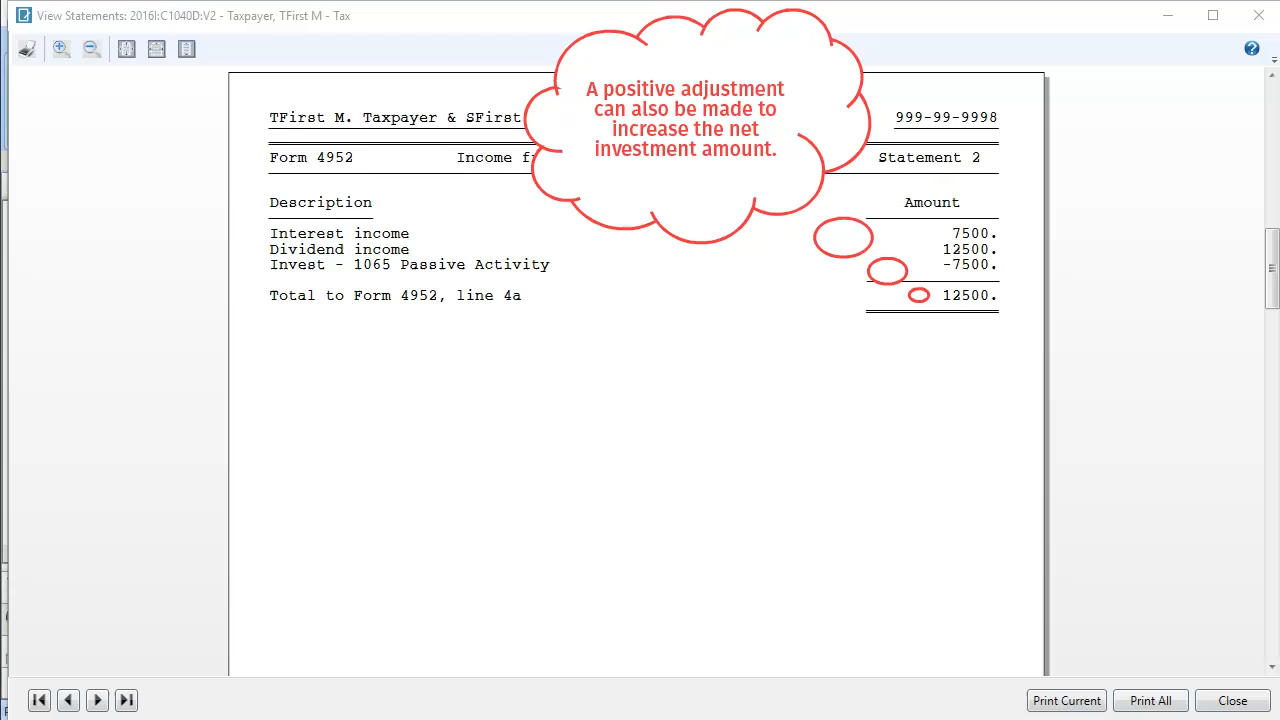 View Statements: 2016I:C1040D:V2 - Taxpayer, TFirst M - Tax
A positive adjustment
can also be made to
increase the net
investment amount.
TFirst M. Taxpayer & SFirst 999-99-9998
Form 4952 Income Statement 2
Description Amount
Interest income 7500.
Dividend income 12500.
Invest - 1065 Passive Activity -7500.
Total to Form 4952, line 4a 12500.
Print Current Print All Close